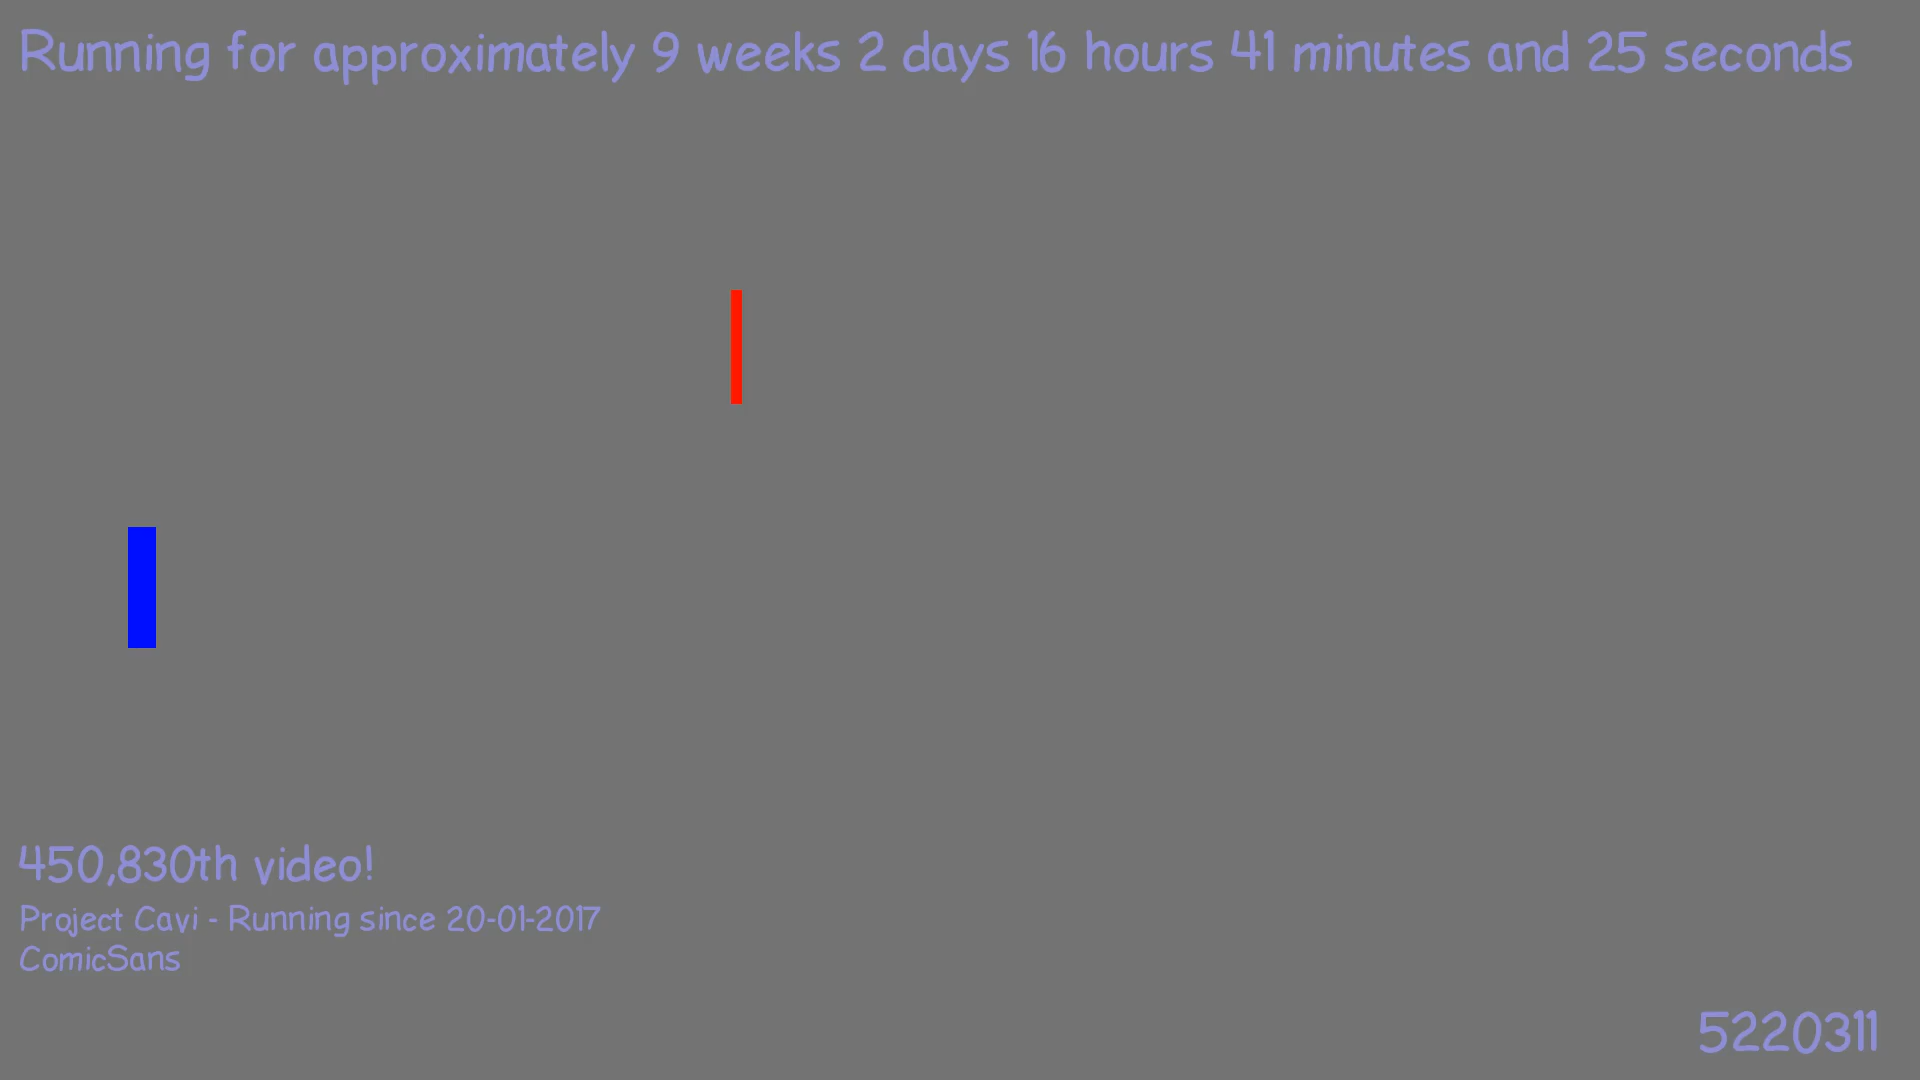 Running for approximately 9 weeks 2 days 16 hours 41 minutes and 25 seconds
450,830th video!
Project Cavi - Running since 20-01-2017
ComicSans
5220311